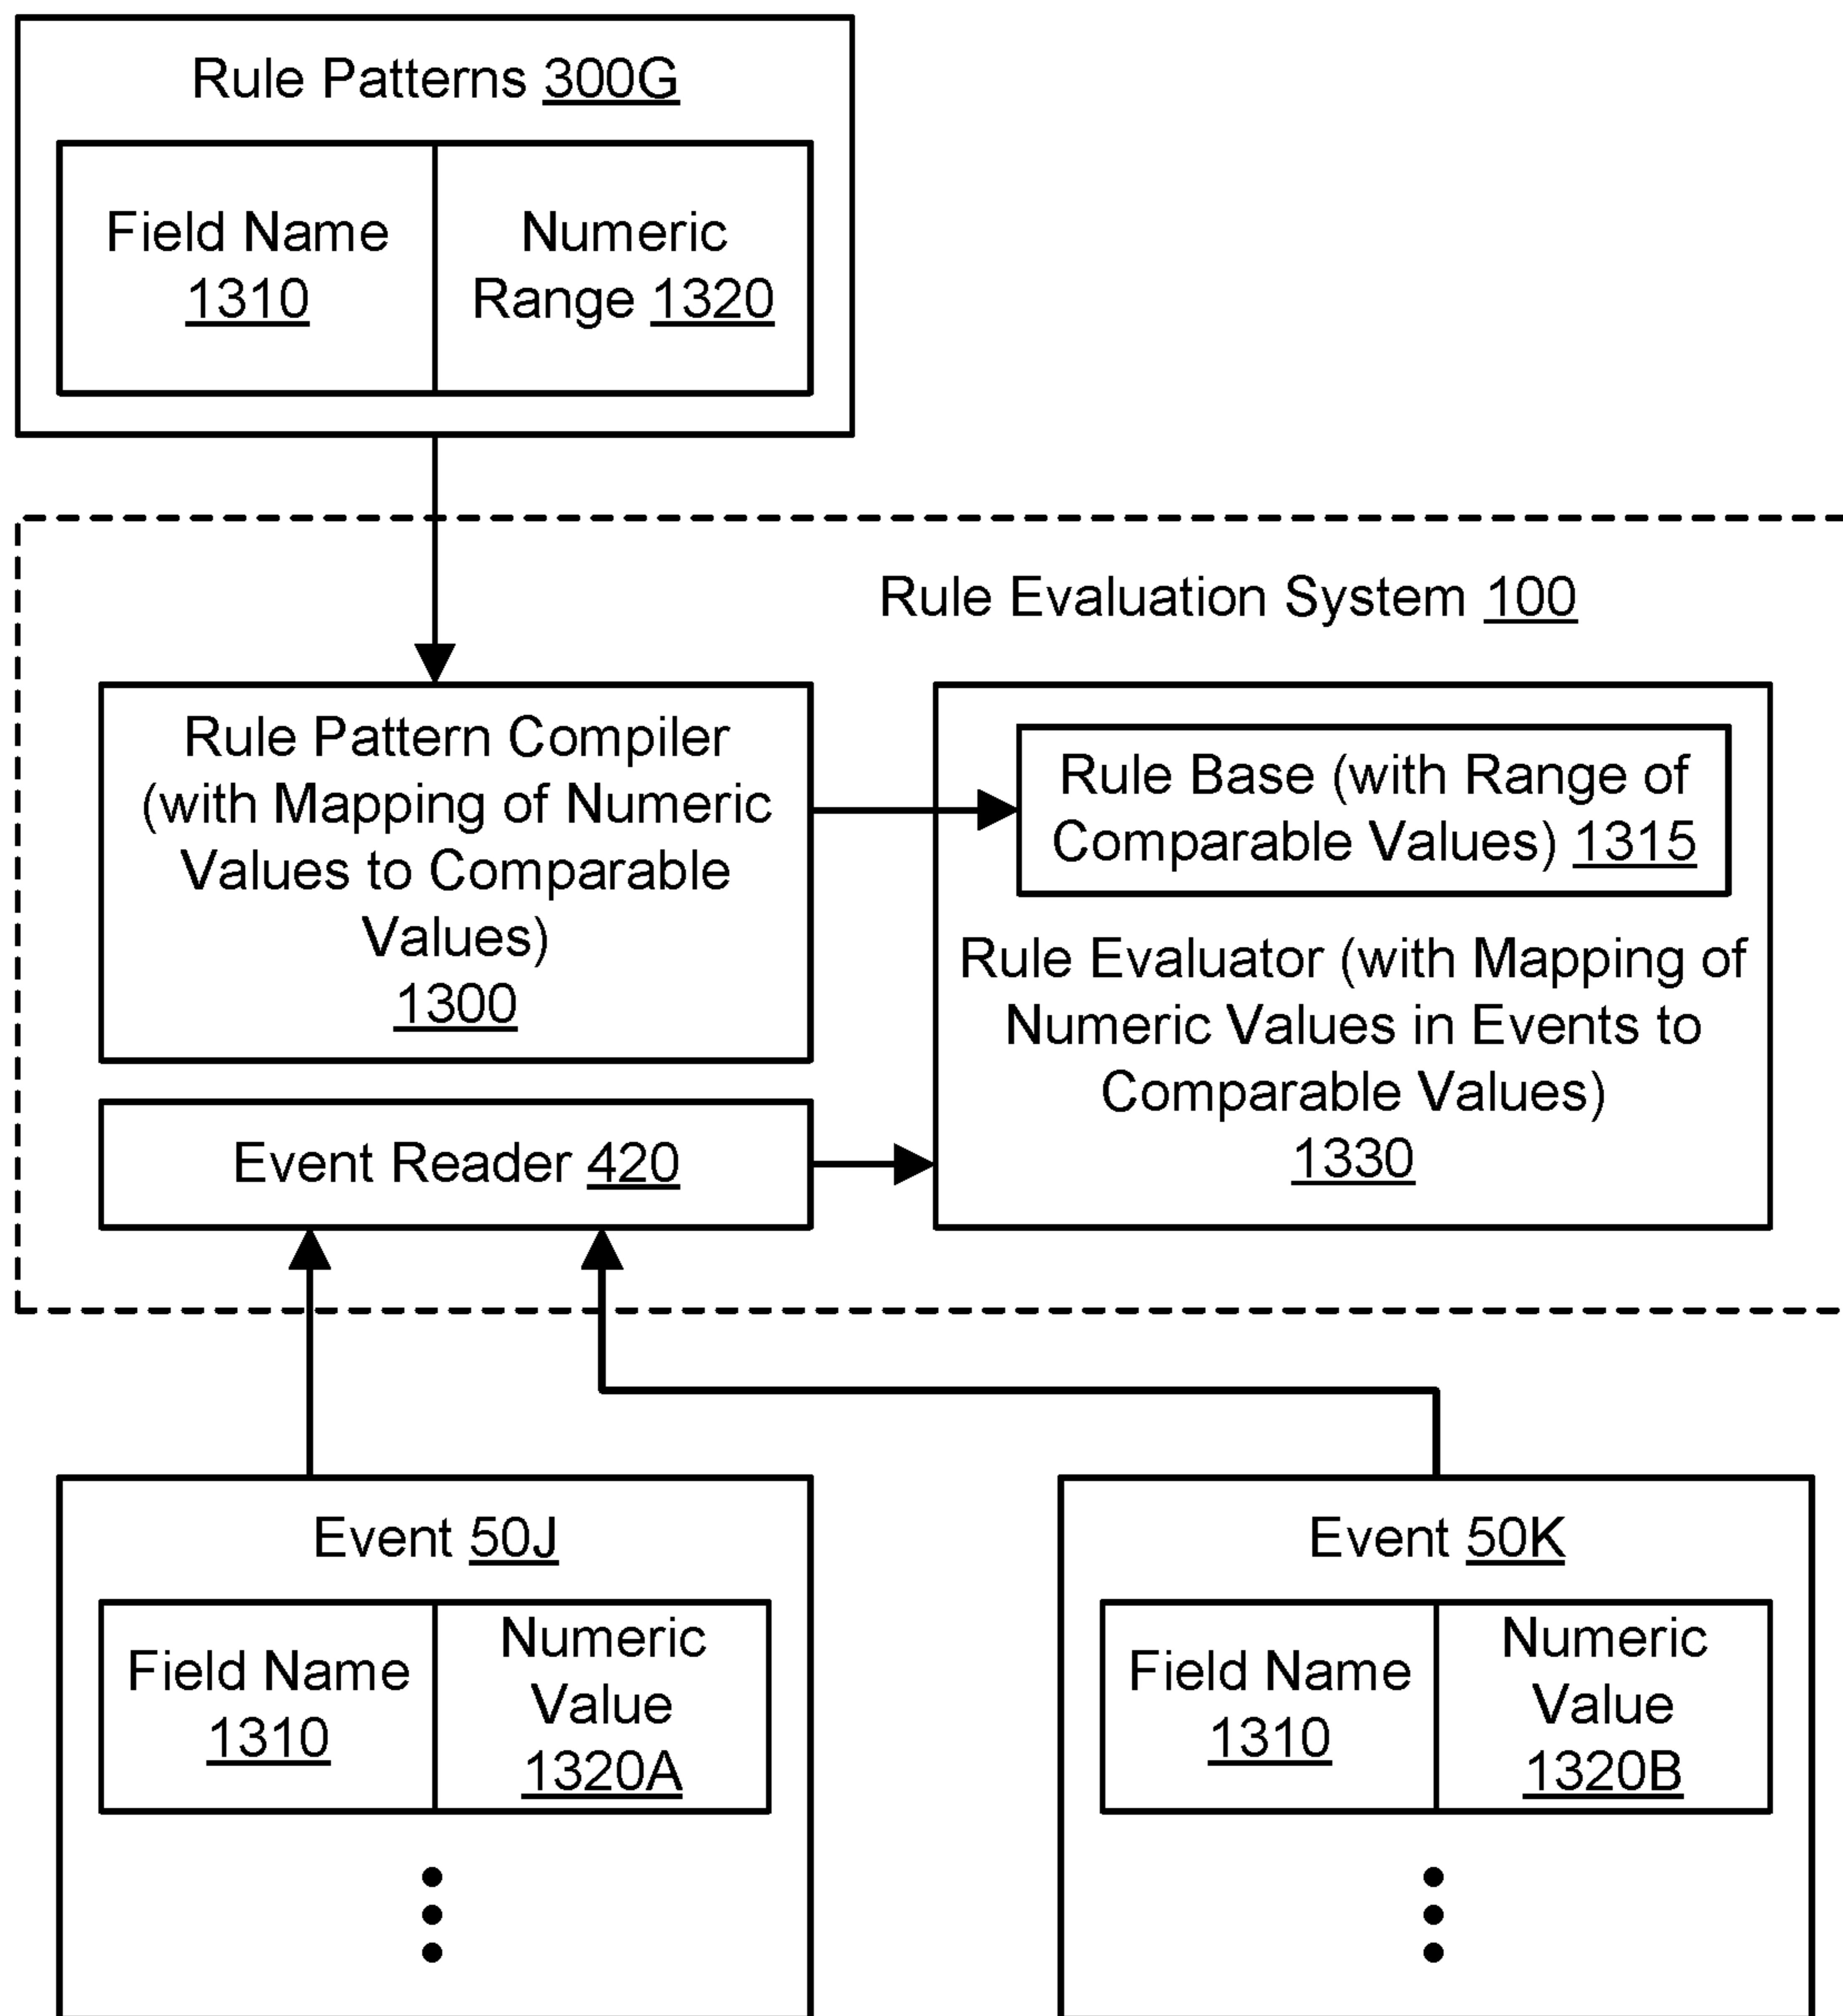 Rule Patterns 300G
Field Name
1310
Numeric
Range 1320
Rule Evaluation System 100
Rule Pattern Compiler
(with Mapping of Numeric
Values to Comparable
Values)
1300
Rule Base (with Range of
Comparable Values) 1315
Rule Evaluator (with Mapping of
Numeric Values in Events to
Comparable Values)
1330
Event Reader 420
Event 50J
Field Name
1310
Numeric
Value
1320A
Event 50K
Field Name
1310
Numeric
Value
1320B